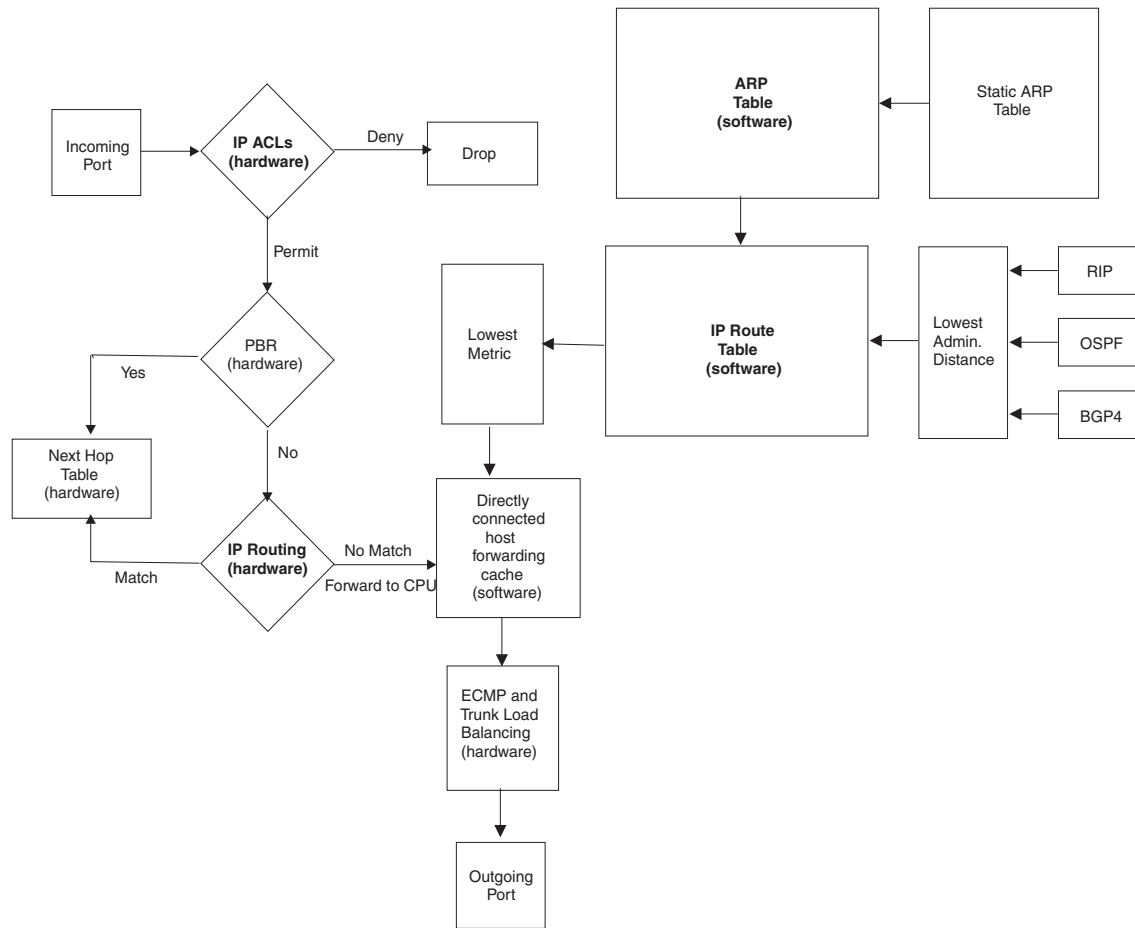 ARP
Table
(software)
Static ARP
Table
Incoming
Port
IP ACLs
(hardware)
Deny
Drop
Permit
RIP
Lowest
Metric
IP Route
Table
(software)
Lowest
Admin.
Distance
OSPF
BGP4
PBR
(hardware)
Yes
No
Next Hop
Table
(hardware)
IP Routing
(hardware)
Match
No Match
Forward to CPU
Directly
connected
host
forwarding
cache
(software)
ECMP and
Trunk Load
Balancing
(hardware)
Outgoing
Port